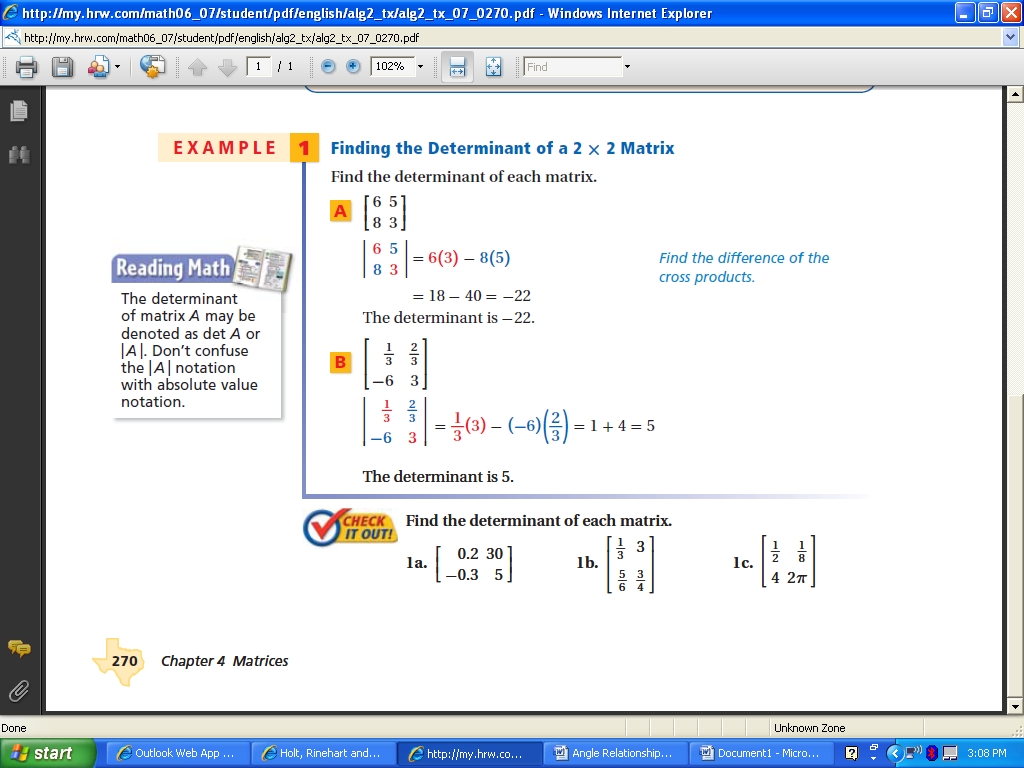 http://my.hrw.com/math06_07/student/pdf/english/alg2_tx/alg2_tx_07_0270.pdf - Windows Internet Explorer
http://my.hrw.com/math06_07/student/pdf/english/alg2_tx/alg2_tx_07_0270.pdf
1 / 1 102% Find
EXAMPLE 1 Finding the Determinant of a 2 × 2 Matrix
Find the determinant of each matrix.
A [6 5
8 3]
|6 5
8 3| = 6(3) − 8(5)
Find the difference of the
cross products.
= 18 − 40 = −22
The determinant is −22.
Reading Math
The determinant
of matrix A may be
denoted as det A or
|A|. Don't confuse
the |A| notation
with absolute value
notation.
B [1/3 2/3
−6 3]
|1/3 2/3
−6 3| = 1/3(3) − (−6)(2/3) = 1 + 4 = 5
The determinant is 5.
CHECK
IT OUT!
Find the determinant of each matrix.
1a. [0.2 30
−0.3 5]
1b. [1/3 3
5/6 3/4]
1c. [1/2 1/8
4 2π]
270 Chapter 4 Matrices
Done Unknown Zone
start Outlook Web App ... Holt, Rinehart and... http://my.hrw.co... Angle Relationship... Document1 - Micro... 3:08 PM